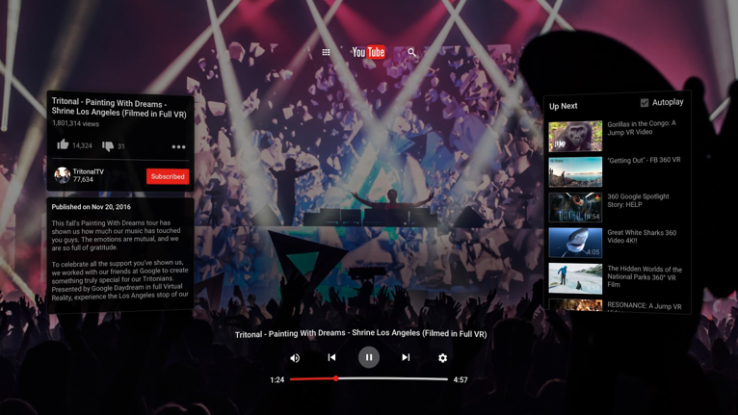 YouTube
Tritonal - Painting With Dreams -
Shrine Los Angeles (Filmed in Full VR)
1,801,314 views
14,324
31
TritonalTV
77,634
Subscribed
Published on Nov 20, 2016
This fall's Painting With Dreams tour has
shown us how much our music has touched
you guys. The emotions are mutual, and we
are so full of gratitude.
To celebrate all the support you've shown us,
we worked with our friends at Google to create
something truly special for our Tritonians.
Presented by Google Daydream in full Virtual
Reality, experience the Los Angeles stop of our
Up Next
Autoplay
Gorillas in the Congo: A
Jump VR Video
"Getting Out" - FB 360 VR
360 Google Spotlight
Story: HELP
Great White Sharks 360
Video 4K!!
4:05
The Hidden Worlds of the
National Parks 360° VR
Film
RESONANCE: A Jump VR
Tritonal - Painting With Dreams - Shrine Los Angeles (Filmed in Full VR)
1:24
4:57